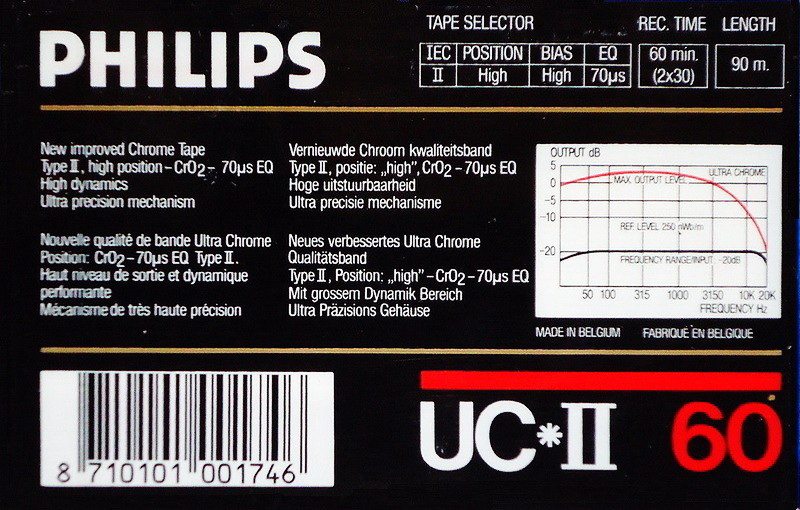 PHILIPS
TAPE SELECTOR
IEC POSITION BIAS EQ
II High High 70µs
REC. TIME
60 min.
(2x30)
LENGTH
90 m.
New improved Chrome Tape
Type II, high position - CrO2 - 70µs EQ
High dynamics
Ultra precision mechanism
Vernieuwde Chroom kwaliteitsband
Type II, positie: „high”, CrO2 - 70µs EQ
Hoge uitstuurbaarheid
Ultra precisie mechanisme
Nouvelle qualité de bande Ultra Chrome
Position: CrO2 - 70µs EQ Type II.
Haut niveau de sortie et dynamique
performante
Mécanisme de très haute précision
Neues verbessertes Ultra Chrome
Qualitätsband
Type II, Position: „high” - CrO2 - 70µs EQ
Mit grossem Dynamik Bereich
Ultra Präzisions Gehäuse
OUTPUT dB
5
ULTRA CHROME
0
MAX. OUTPUT LEVEL
-5
-10
REF. LEVEL 250 nWb/m
-20
FREQUENCY RANGE/INPUT: -20dB
50 100 315 1000 3150 10K 20K
FREQUENCY Hz
MADE IN BELGIUM FABRIQUÉ EN BELGIQUE
8 710101 001746
UC*II 60